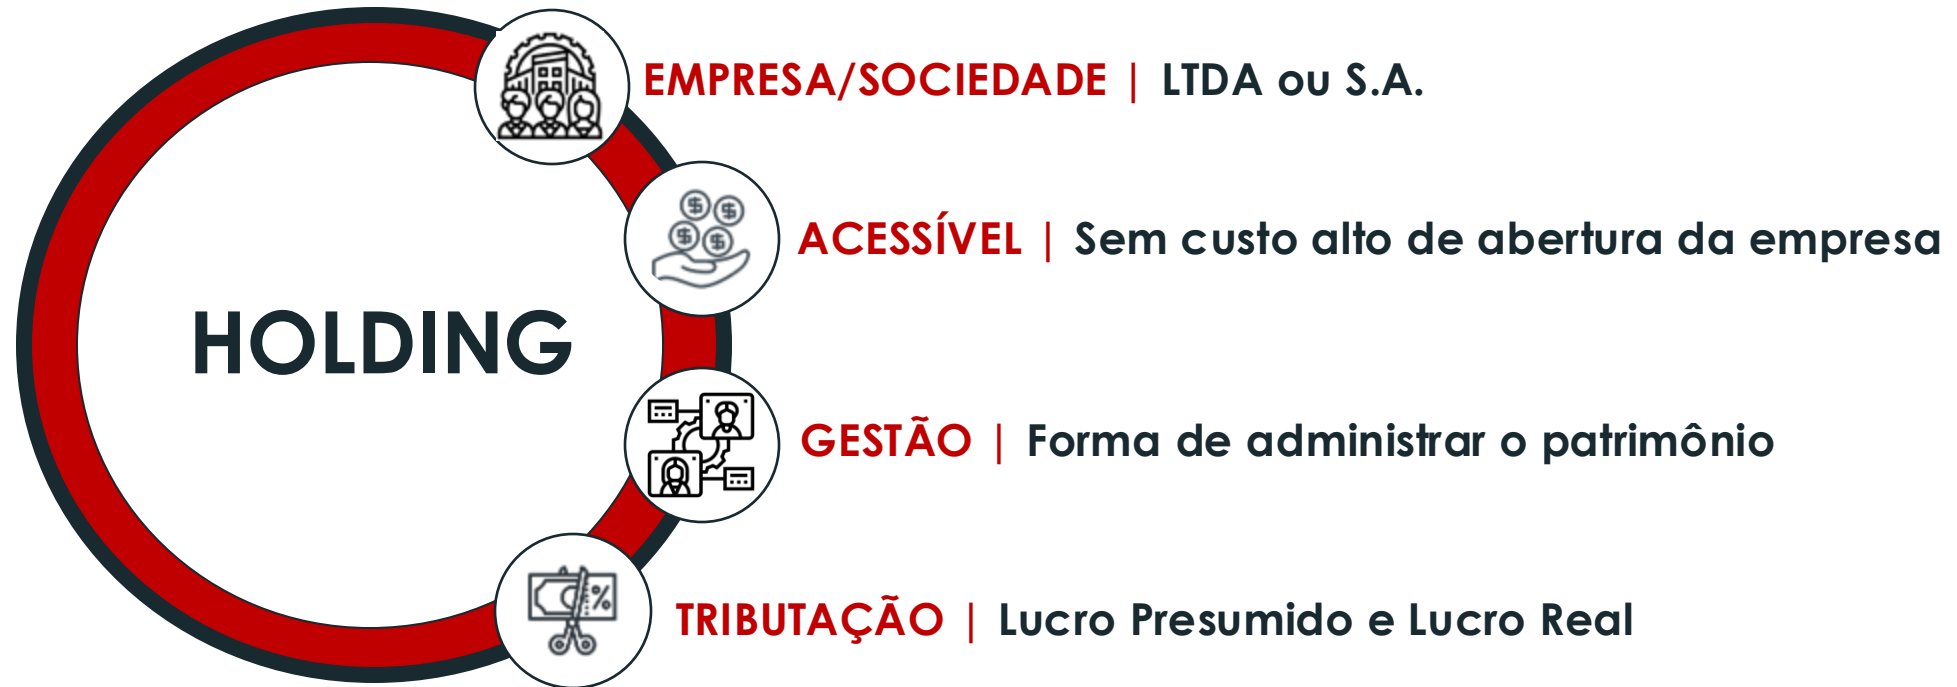 EMPRESA/SOCIEDADE | LTDA ou S.A.
ACESSÍVEL | Sem custo alto de abertura da empresa
HOLDING
GESTÃO | Forma de administrar o patrimônio
TRIBUTAÇÃO | Lucro Presumido e Lucro Real